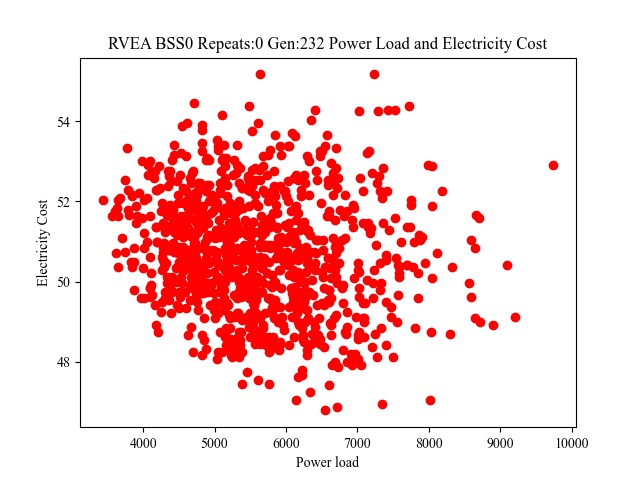 RVEA BSS0 Repeats:0 Gen:232 Power Load and Electricity Cost
54
52
50
48
Electricity Cost
4000 5000 6000 7000 8000 9000 10000
Power load